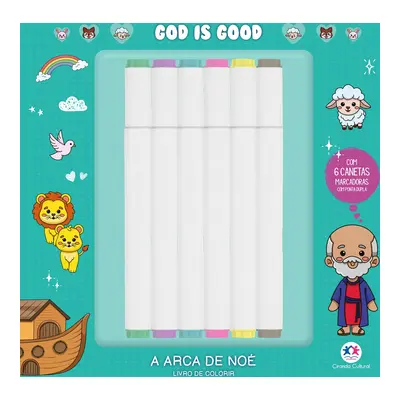 GOD IS GOOD
COM
6 CANETAS
MARCADORAS
COM PONTA DUPLA
A ARCA DE NOÉ
LIVRO DE COLORIR
Ciranda Cultural